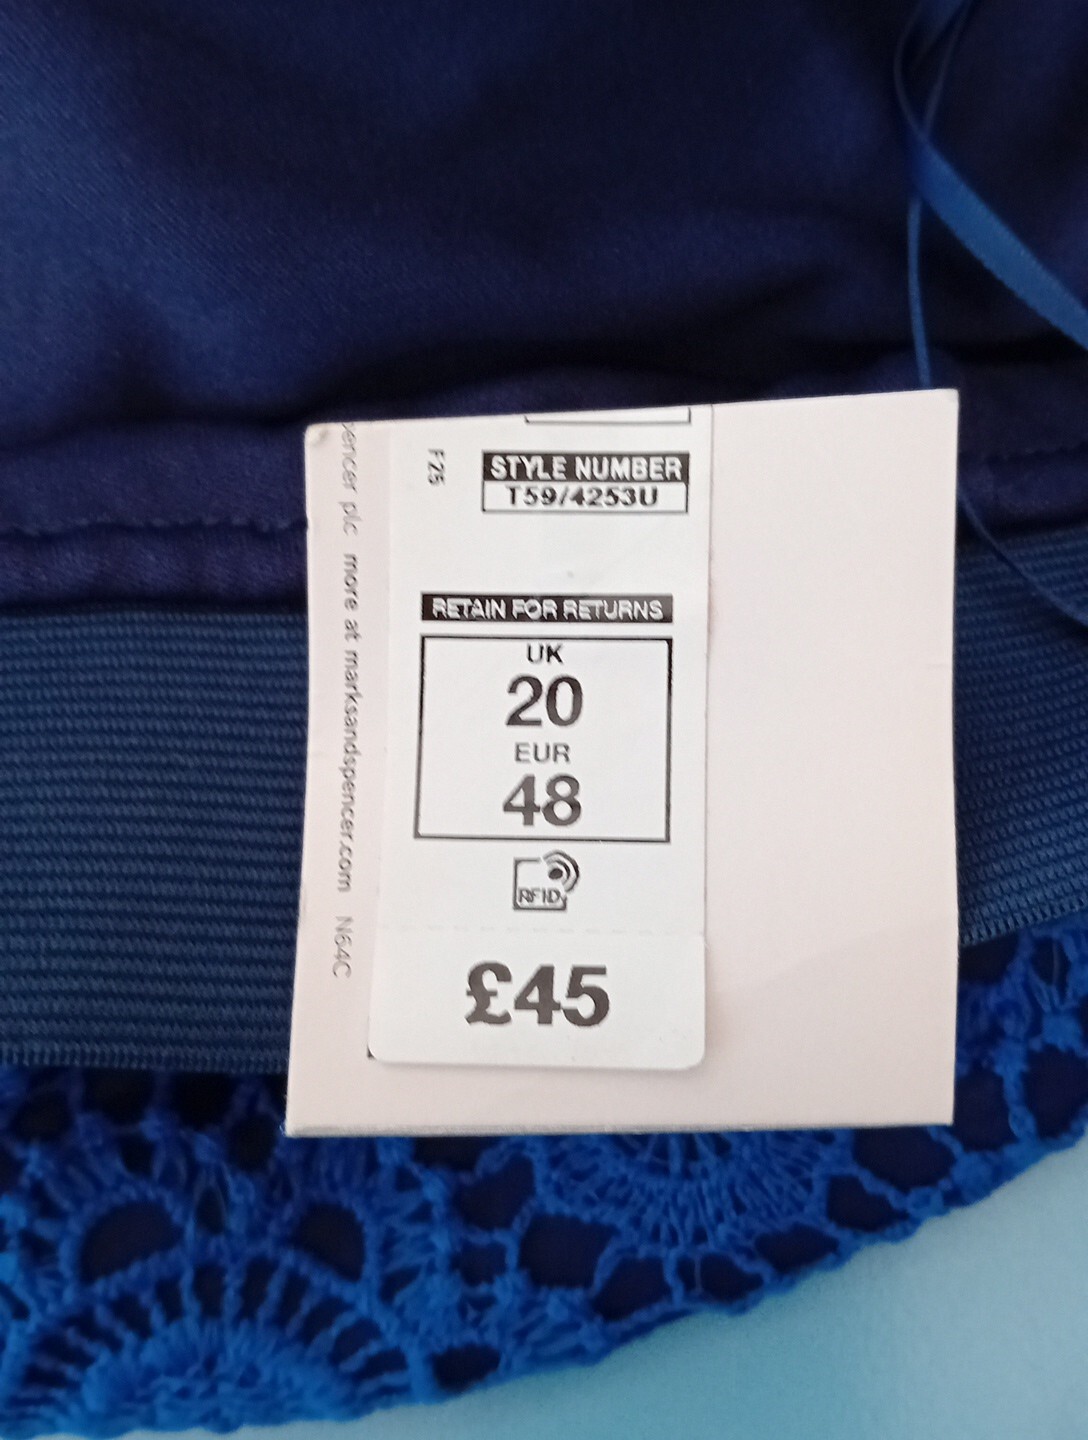 F25
STYLE NUMBER
T59/4253U
RETAIN FOR RETURNS
UK
20
EUR
48
RFID
£45
pencer plc more at marksandspencer.com N64C